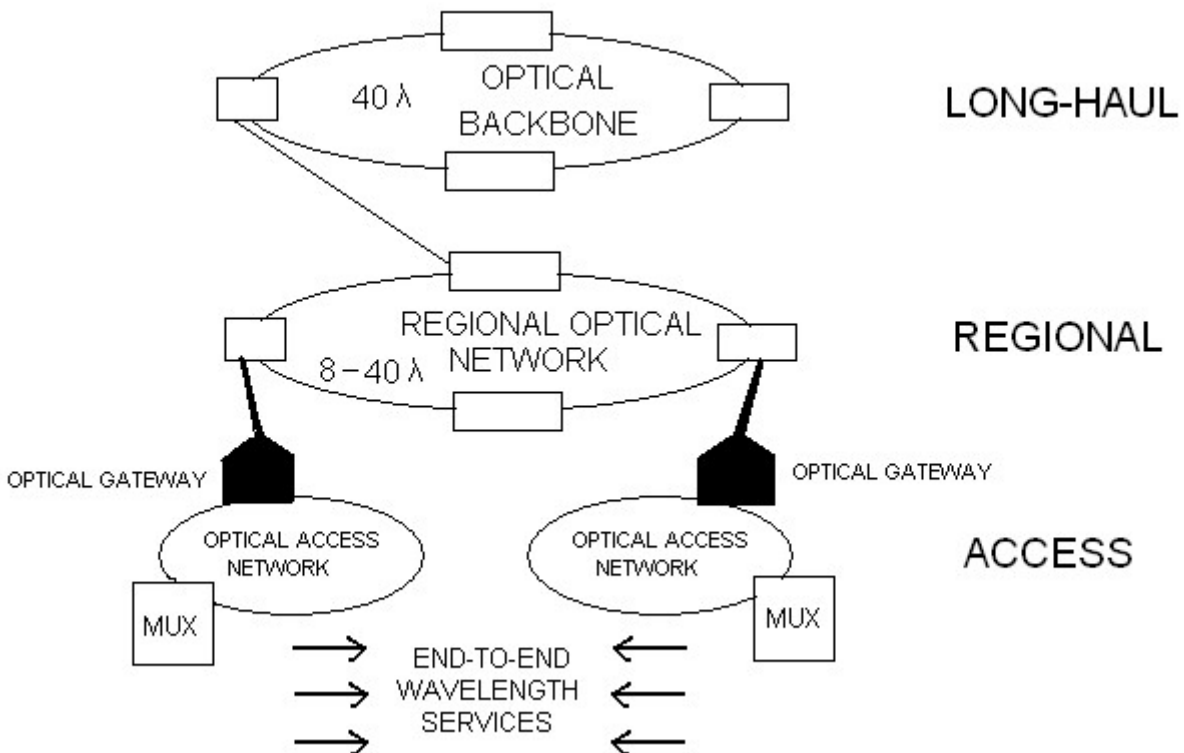 OPTICAL
40 λ
BACKBONE
LONG-HAUL
REGIONAL OPTICAL
NETWORK
8-40 λ
REGIONAL
OPTICAL GATEWAY
OPTICAL GATEWAY
OPTICAL ACCESS
NETWORK
OPTICAL ACCESS
NETWORK
ACCESS
MUX
MUX
END-TO-END
WAVELENGTH
SERVICES